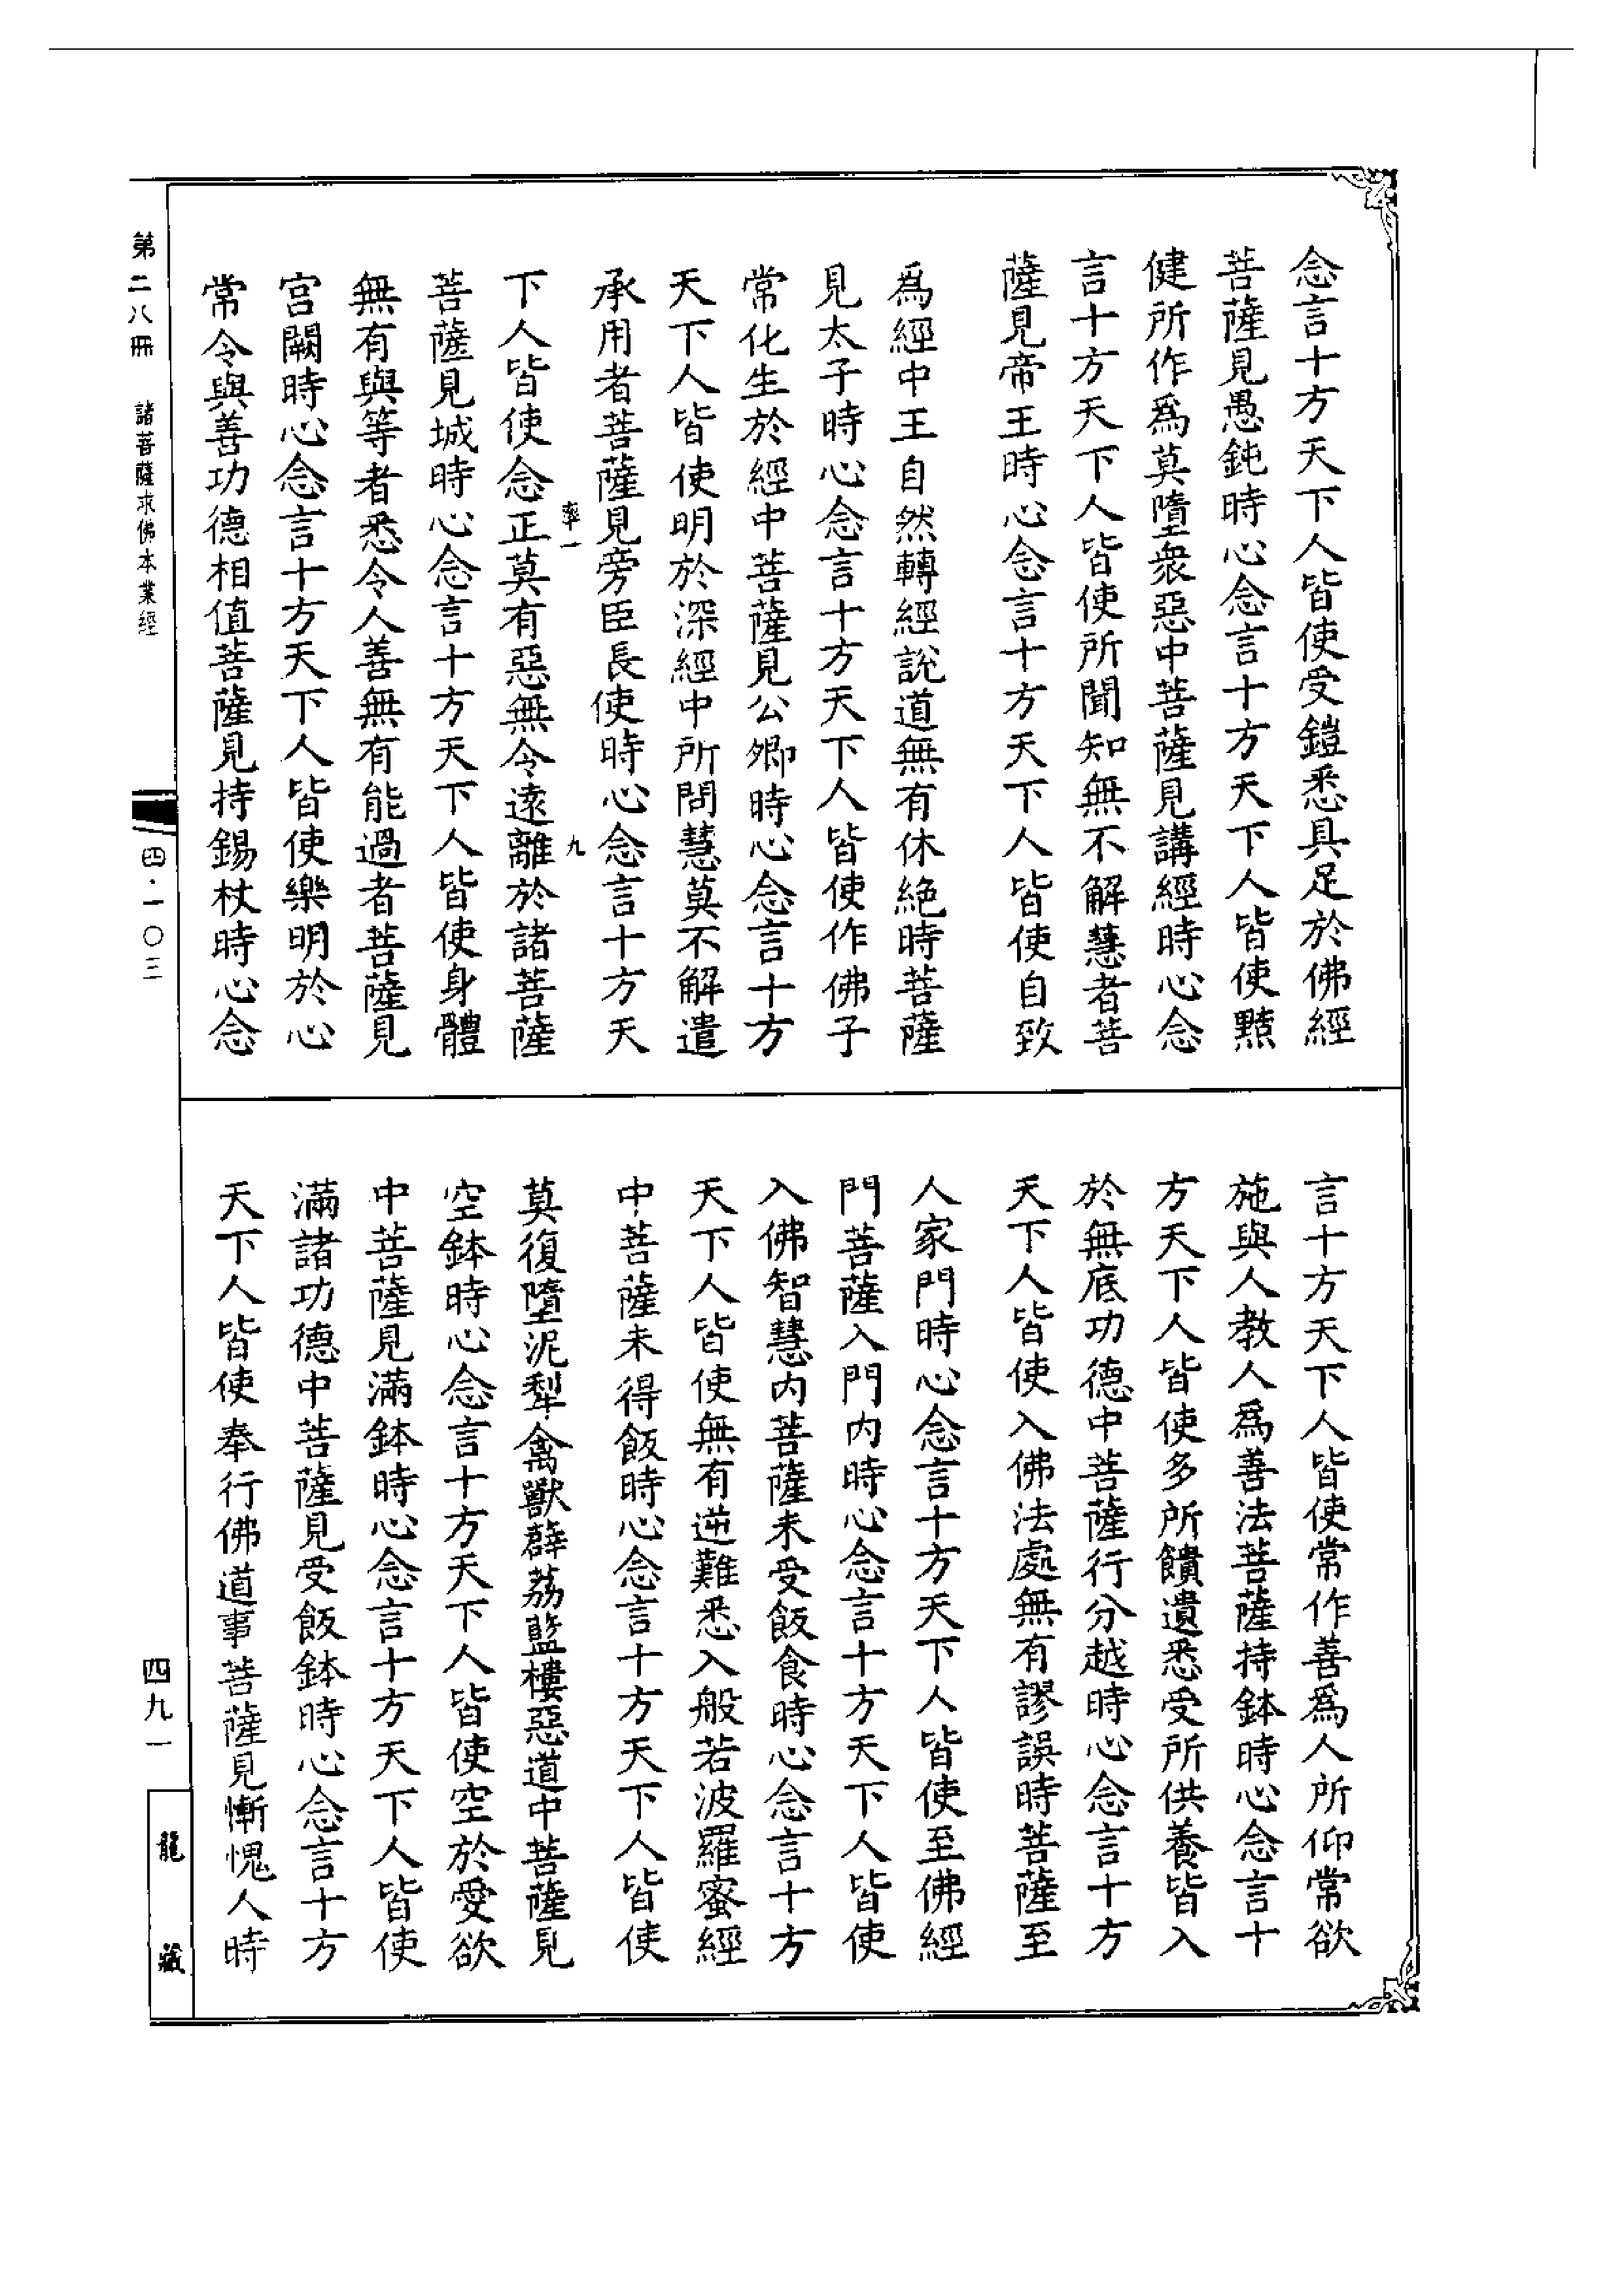 念言十方天下人皆使受鎧悉具足於佛經
菩薩見愚鈍時心念言十方天下人皆使黠
健所作爲莫墮衆惡中菩薩見講經時心念
言十方天下人皆使所聞知無不解慧者菩
薩見帝王時心念言十方天下人皆使自致
爲經中王自然轉經說道無有休絕時菩薩
見太子時心念言十方天下人皆使作佛子
常化生於經中菩薩見公卿時心念言十方
天下人皆使明於深經中所問慧莫不解遣
承用者菩薩見旁臣長使時心念言十方天
率一 九
下人皆使念正莫有惡無令遠離於諸菩薩
菩薩見城時心念言十方天下人皆使身體
無有與等者悉令人善無有能過者菩薩見
宫闕時心念言十方天下人皆使樂明於心
常令與善功德相值菩薩見持錫杖時心念
言十方天下人皆使常作善爲人所仰常欲
施與人教人爲善法菩薩持鉢時心念言十
方天下人皆使多所饋遺悉受所供養皆入
於無底功德中菩薩行分越時心念言十方
天下人皆使入佛法處無有謬誤時菩薩至
人家門時心念言十方天下人皆使至佛經
門菩薩入門内時心念言十方天下人皆使
入佛智慧内菩薩未受飯食時心念言十方
天下人皆使無有逆難悉入般若波羅蜜經
中菩薩未得飯時心念言十方天下人皆使
莫復墮泥犁禽獸薜荔藍樓惡道中菩薩見
空鉢時心念言十方天下人皆使空於愛欲
中菩薩見滿鉢時心念言十方天下人皆使
滿諸功德中菩薩見受飯鉢時心念言十方
天下人皆使奉行佛道事菩薩見慚愧人時
第二八冊 諸菩薩求佛本業經
四·一〇三
四九一
龍藏